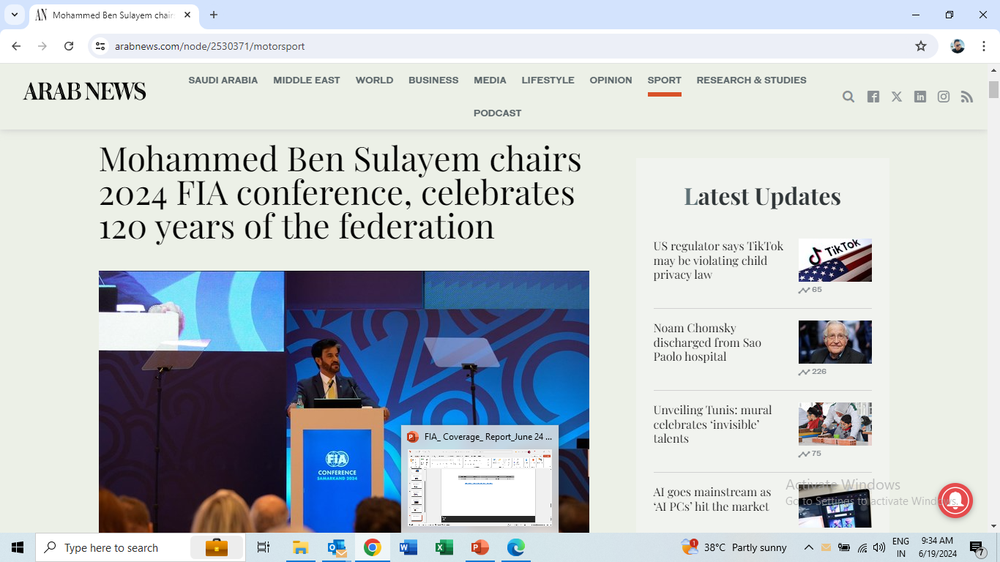 Mohammed Ben Sulayem chair
arabnews.com/node/2530371/motorsport
ARAB NEWS
SAUDI ARABIA MIDDLE EAST WORLD BUSINESS MEDIA LIFESTYLE OPINION SPORT RESEARCH & STUDIES
PODCAST
Mohammed Ben Sulayem chairs
2024 FIA conference, celebrates
120 years of the federation
Latest Updates
US regulator says TikTok
may be violating child
privacy law
TikTok
65
Noam Chomsky
discharged from Sao
Paolo hospital
226
Unveiling Tunis: mural
celebrates ‘invisible’
talents
75
AI goes mainstream as
‘AI PCs’ hit the market
FIA
CONFERENCE
SAMARKAND 2024
FIA_ Coverage_ Report_June 24 ...
Activate Windows
Go to Settings to activate Windows.
Type here to search
38°C Partly sunny
ENG
IN
9:34 AM
6/19/2024
7